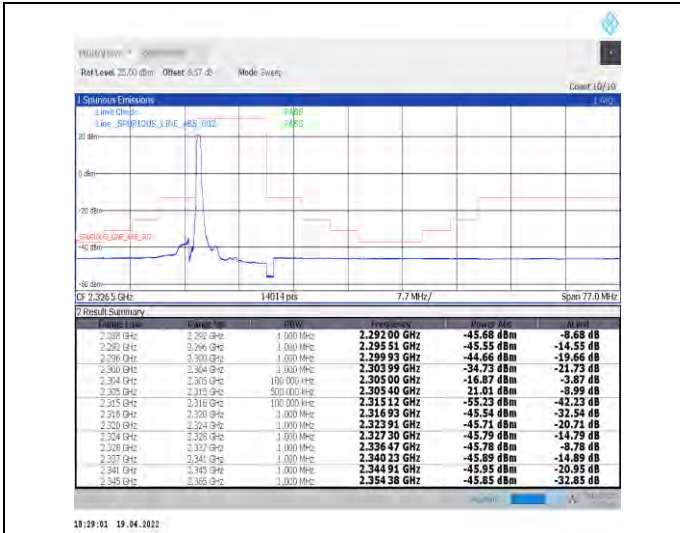 Ref Level 25.00 dBm Offset 6.57 dB Mode Sweep
Count 10/10
1 Spurious Emissions
Limit Check PASS
Line _SPURIOUS_LINE_ABS_002 PASS
20 dBm
0 dBm
-20 dBm
-40 dBm
-60 dBm
CF 2.3265 GHz 14014 pts 7.7 MHz/ Span 77.0 MHz
2 Result Summary
Range Low Range Up RBW Frequency Power Abs ΔLimit
2.288 GHz 2.292 GHz 1.000 MHz 2.292 00 GHz -45.68 dBm -8.68 dB
2.292 GHz 2.296 GHz 1.000 MHz 2.295 51 GHz -45.55 dBm -14.55 dB
2.296 GHz 2.300 GHz 1.000 MHz 2.299 93 GHz -44.66 dBm -19.66 dB
2.300 GHz 2.304 GHz 1.000 MHz 2.303 99 GHz -34.73 dBm -21.73 dB
2.304 GHz 2.305 GHz 100.000 kHz 2.305 00 GHz -16.87 dBm -3.87 dB
2.305 GHz 2.315 GHz 500.000 kHz 2.305 40 GHz 21.01 dBm -8.99 dB
2.315 GHz 2.316 GHz 100.000 kHz 2.315 12 GHz -55.23 dBm -42.23 dB
2.316 GHz 2.320 GHz 1.000 MHz 2.316 93 GHz -45.54 dBm -32.54 dB
2.320 GHz 2.324 GHz 1.000 MHz 2.323 91 GHz -45.71 dBm -20.71 dB
2.324 GHz 2.328 GHz 1.000 MHz 2.327 30 GHz -45.79 dBm -14.79 dB
2.328 GHz 2.337 GHz 1.000 MHz 2.336 47 GHz -45.78 dBm -8.78 dB
2.337 GHz 2.341 GHz 1.000 MHz 2.340 23 GHz -45.89 dBm -14.89 dB
2.341 GHz 2.345 GHz 1.000 MHz 2.344 91 GHz -45.95 dBm -20.95 dB
2.345 GHz 2.365 GHz 1.000 MHz 2.354 38 GHz -45.85 dBm -32.85 dB
18:29:01 19.04.2022